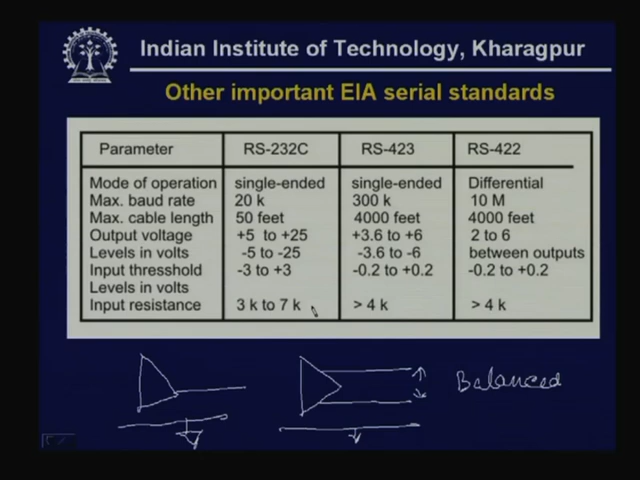 Indian Institute of Technology, Kharagpur
Other important EIA serial standards
Parameter RS-232C RS-423 RS-422
Mode of operation single-ended single-ended Differential
Max. baud rate 20 k 300 k 10 M
Max. cable length 50 feet 4000 feet 4000 feet
Output voltage +5 to +25 +3.6 to +6 2 to 6
Levels in volts -5 to -25 -3.6 to -6 between outputs
Input thresshold -3 to +3 -0.2 to +0.2 -0.2 to +0.2
Levels in volts
Input resistance 3 k to 7 k > 4 k > 4 k
Balanced